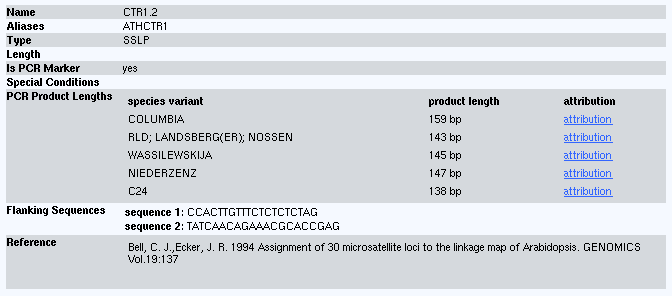 Name CTR1.2
Aliases ATHCTR1
Type SSLP
Length
Is PCR Marker yes
Special Conditions
PCR Product Lengths
species variant product length attribution
COLUMBIA 159 bp attribution
RLD; LANDSBERG(ER); NOSSEN 143 bp attribution
WASSILEWSKIJA 145 bp attribution
NIEDERZENZ 147 bp attribution
C24 138 bp attribution
Flanking Sequences sequence 1: CCACTTGTTTCTCTCTCTAG
sequence 2: TATCAACAGAAACGCACCGAG
Reference Bell, C. J.,Ecker, J. R. 1994 Assignment of 30 microsatellite loci to the linkage map of Arabidopsis. GENOMICS
Vol.19:137